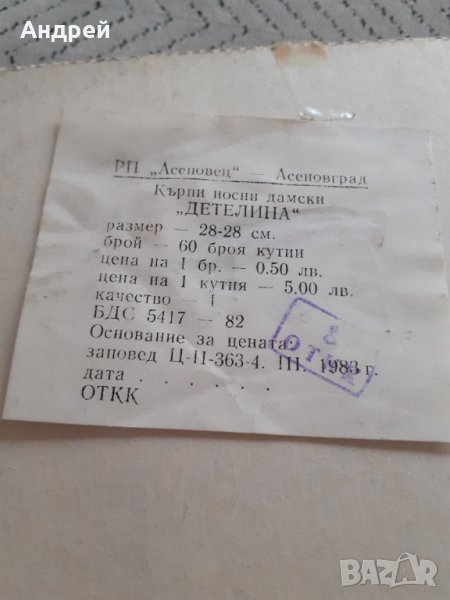 Андрей
РП „Асеновец“ — Асеновград
Кърпи носни дамски
„ДЕТЕЛИНА“
размер — 28-28 см.
брой — 60 броя кутии
цена на 1 бр. — 0.50 лв.
цена на 1 кутия — 5.00 лв.
качество — I
БДС 5417 — 82
Основание за цената:
заповед Ц-II-363-4. III. 1983 г.
дата . . . . . . .
ОТКК
2
ОТКК
BAZAR